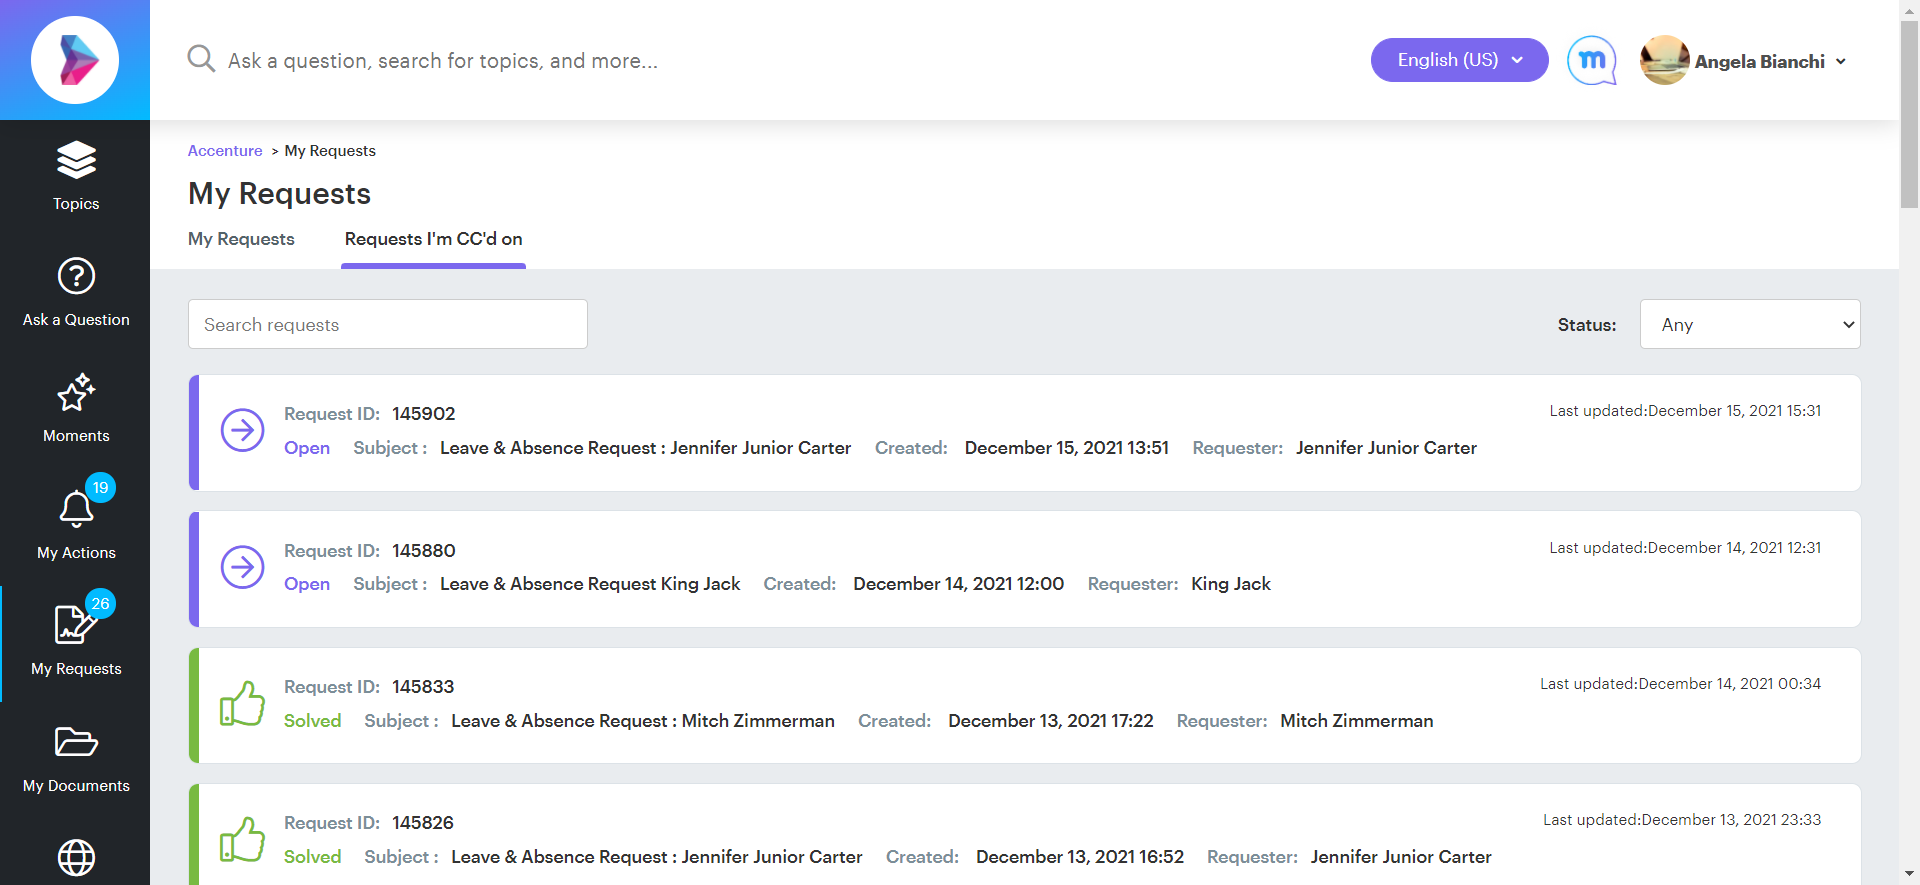 Ask a question, search for topics, and more...
English (US)
m
Angela Bianchi
Topics
Ask a Question
Moments
19
My Actions
26
My Requests
My Documents
Accenture > My Requests
My Requests
My Requests
Requests I'm CC'd on
Search requests
Status:
Any
Request ID: 145902
Last updated:December 15, 2021 15:31
Open Subject : Leave & Absence Request : Jennifer Junior Carter Created: December 15, 2021 13:51 Requester: Jennifer Junior Carter
Request ID: 145880
Last updated:December 14, 2021 12:31
Open Subject : Leave & Absence Request King Jack Created: December 14, 2021 12:00 Requester: King Jack
Request ID: 145833
Last updated:December 14, 2021 00:34
Solved Subject : Leave & Absence Request : Mitch Zimmerman Created: December 13, 2021 17:22 Requester: Mitch Zimmerman
Request ID: 145826
Last updated:December 13, 2021 23:33
Solved Subject : Leave & Absence Request : Jennifer Junior Carter Created: December 13, 2021 16:52 Requester: Jennifer Junior Carter